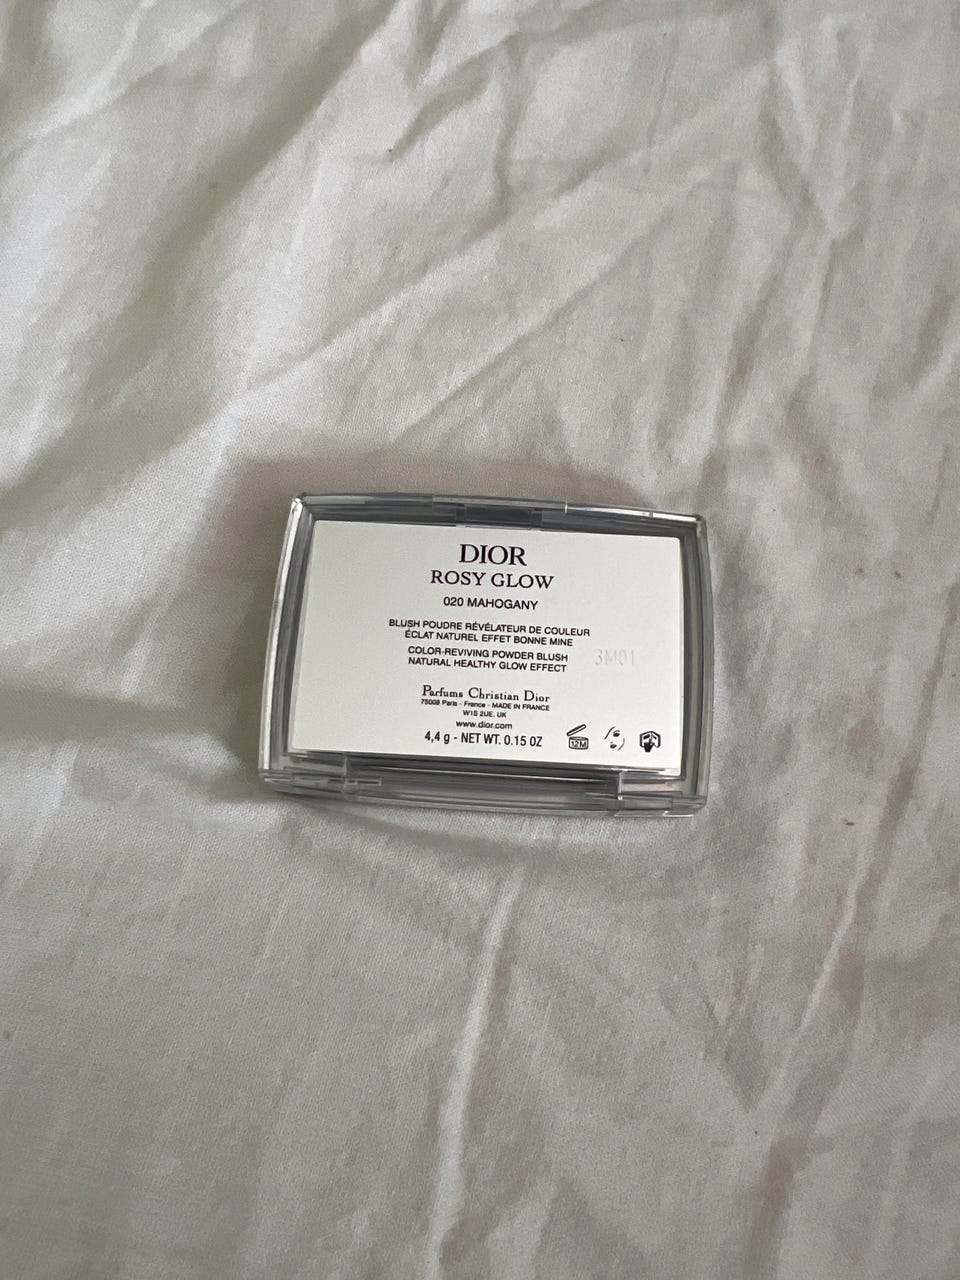 DIOR
ROSY GLOW
020 MAHOGANY
BLUSH POUDRE RÉVÉLATEUR DE COULEUR
ÉCLAT NATUREL EFFET BONNE MINE
COLOR-REVIVING POWDER BLUSH
NATURAL HEALTHY GLOW EFFECT
3M01
Parfums Christian Dior
75008 Paris - France - MADE IN FRANCE
W1S 2UE, UK
www.dior.com
4,4 g - NET WT. 0.15 OZ
12M